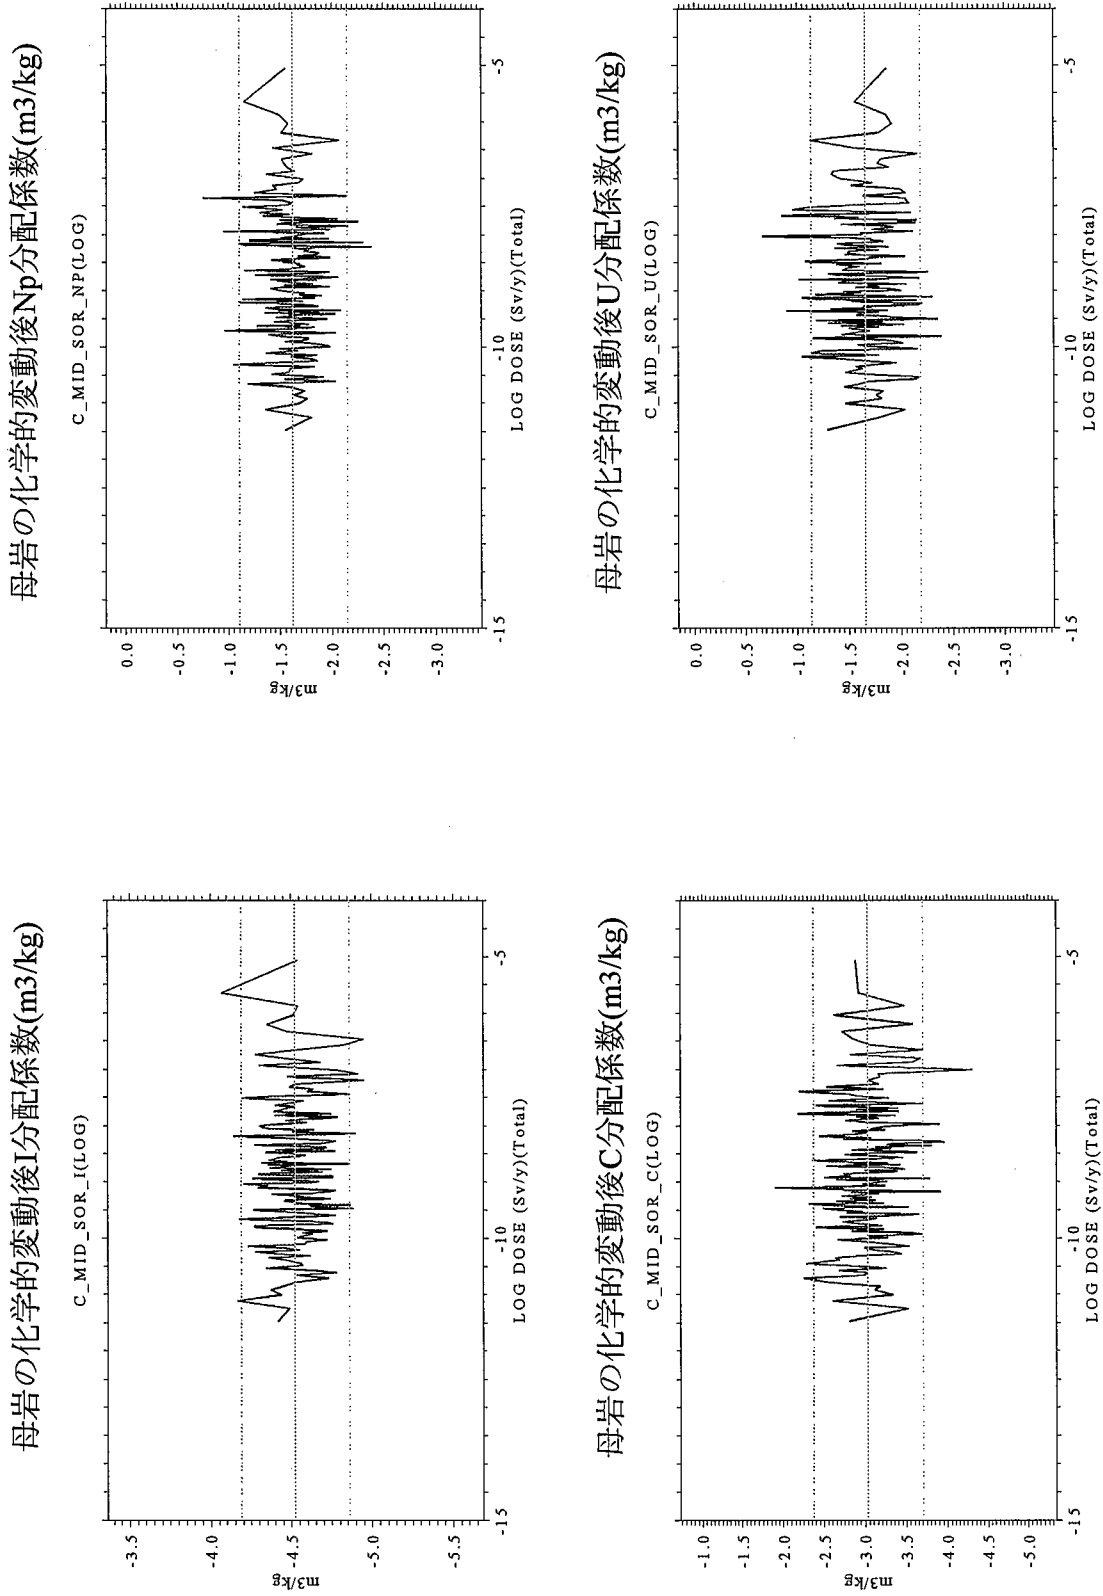 母岩の化学的変動後I分配係数(m3/kg)
C_MID_SOR_I(LOG)
m3/kg
-3.5
-4.0
-4.5
-5.0
-5.5
-15
-10
-5
LOG DOSE (Sv/y)(Total)
母岩の化学的変動後Np分配係数(m3/kg)
C_MID_SOR_NP(LOG)
m3/kg
0.0
-0.5
-1.0
-1.5
-2.0
-2.5
-3.0
-15
-10
-5
LOG DOSE (Sv/y)(Total)
母岩の化学的変動後C分配係数(m3/kg)
C_MID_SOR_C(LOG)
m3/kg
-1.0
-1.5
-2.0
-2.5
-3.0
-3.5
-4.0
-4.5
-5.0
-15
-10
-5
LOG DOSE (Sv/y)(Total)
母岩の化学的変動後U分配係数(m3/kg)
C_MID_SOR_U(LOG)
m3/kg
0.0
-0.5
-1.0
-1.5
-2.0
-2.5
-3.0
-15
-10
-5
LOG DOSE (Sv/y)(Total)